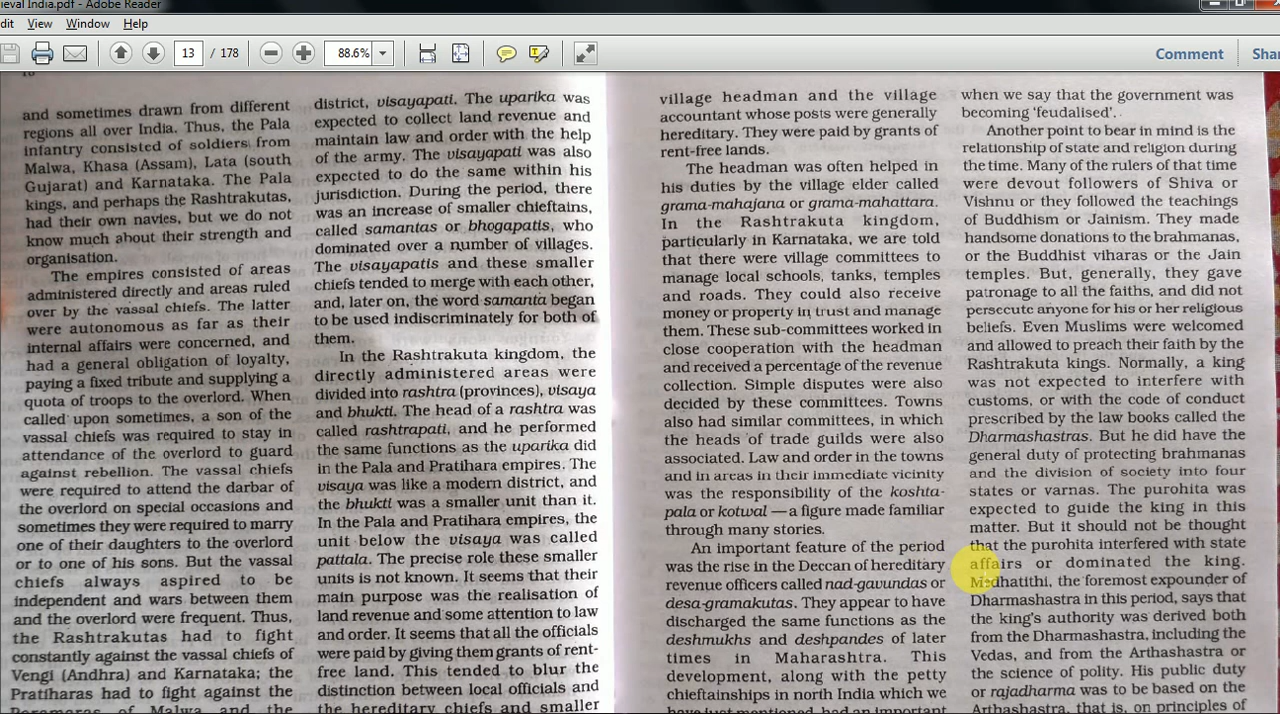 ieval India.pdf - Adobe Reader
dit View Window Help
13 / 178 88.6% Comment Shar
and sometimes drawn from different
regions all over India. Thus, the Pala
infantry consisted of soldiers from
Malwa, Khasa (Assam), Lata (south
Gujarat) and Karnataka. The Pala
kings, and perhaps the Rashtrakutas,
had their own navies, but we do not
know much about their strength and
organisation.
The empires consisted of areas
administered directly and areas ruled
over by the vassal chiefs. The latter
were autonomous as far as their
internal affairs were concerned, and
had a general obligation of loyalty,
paying a fixed tribute and supplying a
quota of troops to the overlord. When
called upon sometimes, a son of the
vassal chiefs was required to stay in
attendance of the overlord to guard
against rebellion. The vassal chiefs
were required to attend the darbar of
the overlord on special occasions and
sometimes they were required to marry
one of their daughters to the overlord
or to one of his sons. But the vassal
chiefs always aspired to be
independent and wars between them
and the overlord were frequent. Thus,
the Rashtrakutas had to fight
constantly against the vassal chiefs of
Vengi (Andhra) and Karnataka; the
Pratiharas had to fight against the
Paramaras of Malwa and the
district, visayapati. The uparika was
expected to collect land revenue and
maintain law and order with the help
of the army. The visayapati was also
expected to do the same within his
jurisdiction. During the period, there
was an increase of smaller chieftains,
called samantas or bhogapatis, who
dominated over a number of villages.
The visayapatis and these smaller
chiefs tended to merge with each other,
and, later on, the word samanta began
to be used indiscriminately for both of
them.
In the Rashtrakuta kingdom, the
directly administered areas were
divided into rashtra (provinces), visaya
and bhukti. The head of a rashtra was
called rashtrapati, and he performed
the same functions as the uparika did
in the Pala and Pratihara empires. The
visaya was like a modern district, and
the bhukti was a smaller unit than it.
In the Pala and Pratihara empires, the
unit below the visaya was called
pattala. The precise role these smaller
units is not known. It seems that their
main purpose was the realisation of
land revenue and some attention to law
and order. It seems that all the officials
were paid by giving them grants of rent-
free land. This tended to blur the
distinction between local officials and
the hereditary chiefs and smaller
village headman and the village
accountant whose posts were generally
hereditary. They were paid by grants of
rent-free lands.
The headman was often helped in
his duties by the village elder called
grama-mahajana or grama-mahattara.
In the Rashtrakuta kingdom,
particularly in Karnataka, we are told
that there were village committees to
manage local schools, tanks, temples
and roads. They could also receive
money or property in trust and manage
them. These sub-committees worked in
close cooperation with the headman
and received a percentage of the revenue
collection. Simple disputes were also
decided by these committees. Towns
also had similar committees, in which
the heads of trade guilds were also
associated. Law and order in the towns
and in areas in their immediate vicinity
was the responsibility of the koshta-
pala or kotwal —a figure made familiar
through many stories.
An important feature of the period
was the rise in the Deccan of hereditary
revenue officers called nad-gavundas or
desa-gramakutas. They appear to have
discharged the same functions as the
deshmukhs and deshpandes of later
times in Maharashtra. This
development, along with the petty
chieftainships in north India which we
have just mentioned, had an important
when we say that the government was
becoming ‘feudalised’.
Another point to bear in mind is the
relationship of state and religion during
the time. Many of the rulers of that time
were devout followers of Shiva or
Vishnu or they followed the teachings
of Buddhism or Jainism. They made
handsome donations to the brahmanas,
or the Buddhist viharas or the Jain
temples. But, generally, they gave
patronage to all the faiths, and did not
persecute anyone for his or her religious
beliefs. Even Muslims were welcomed
and allowed to preach their faith by the
Rashtrakuta kings. Normally, a king
was not expected to interfere with
customs, or with the code of conduct
prescribed by the law books called the
Dharmashastras. But he did have the
general duty of protecting brahmanas
and the division of society into four
states or varnas. The purohita was
expected to guide the king in this
matter. But it should not be thought
that the purohita interfered with state
affairs or dominated the king.
Medhatithi, the foremost expounder of
Dharmashastra in this period, says that
the king's authority was derived both
from the Dharmashastra, including the
Vedas, and from the Arthashastra or
the science of polity. His public duty
or rajadharma was to be based on the
Arthashastra, that is, on principles of